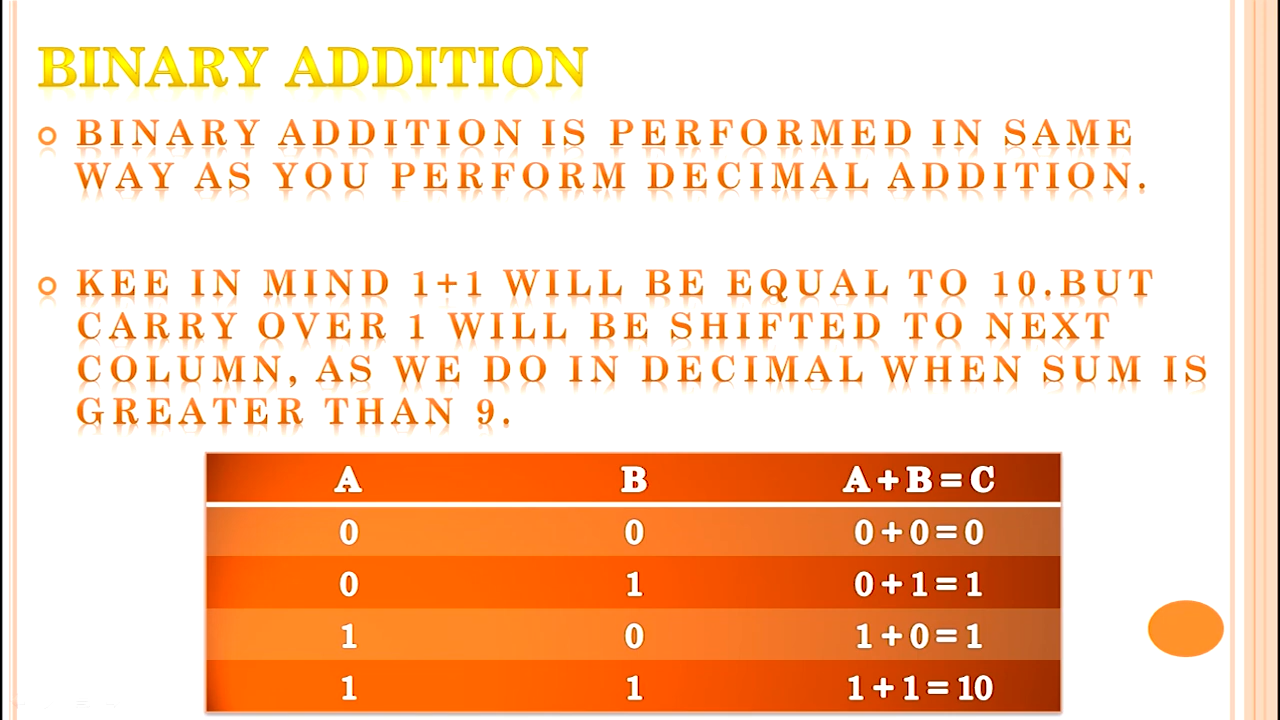 BINARY ADDITION
BINARY ADDITION IS PERFORMED IN SAME
WAY AS YOU PERFORM DECIMAL ADDITION.
KEE IN MIND 1+1 WILL BE EQUAL TO 10.BUT
CARRY OVER 1 WILL BE SHIFTED TO NEXT
COLUMN, AS WE DO IN DECIMAL WHEN SUM IS
GREATER THAN 9.
A B A+B=C
0 0 0+0=0
0 1 0+1=1
1 0 1+0=1
1 1 1+1=10